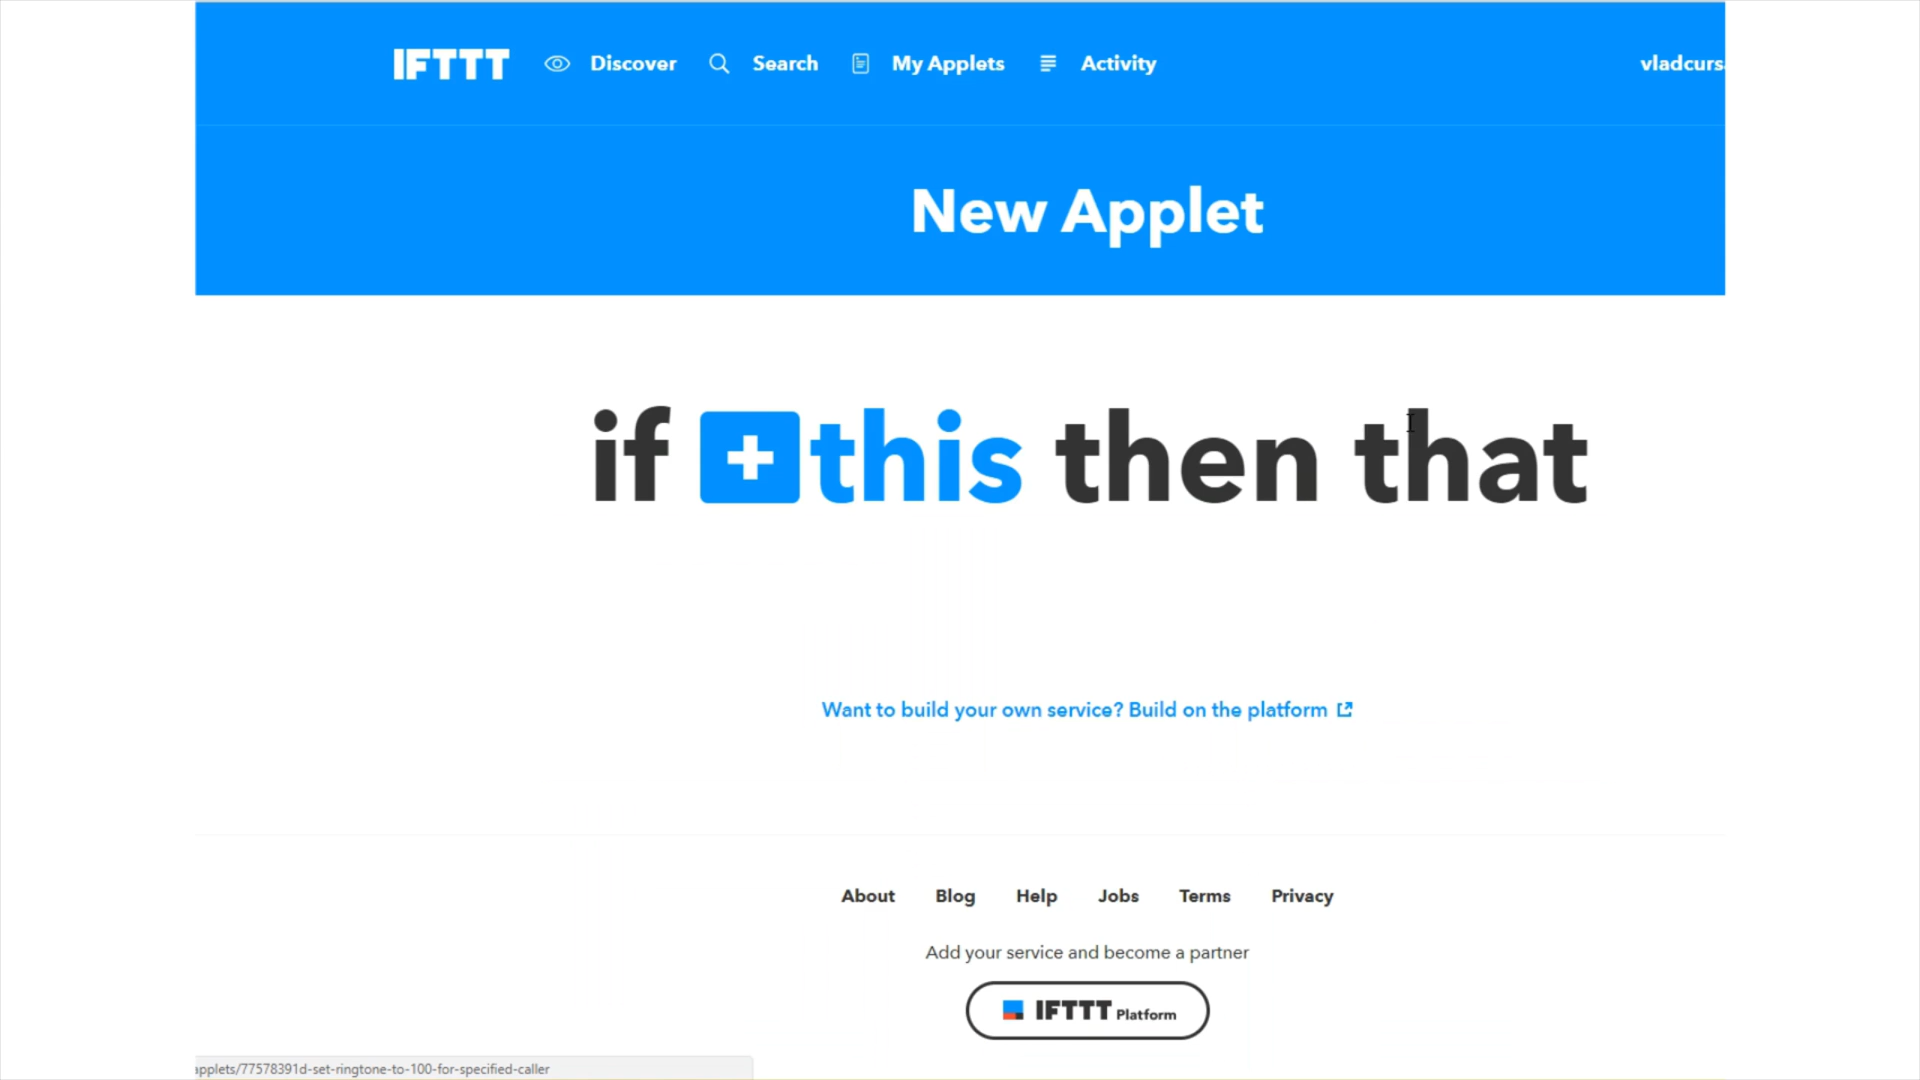 IFTTT Discover Search My Applets Activity vladcurs
New Applet
if this then that
Want to build your own service? Build on the platform
About Blog Help Jobs Terms Privacy
Add your service and become a partner
IFTTT Platform
applets/77578391d-set-ringtone-to-100-for-specified-caller